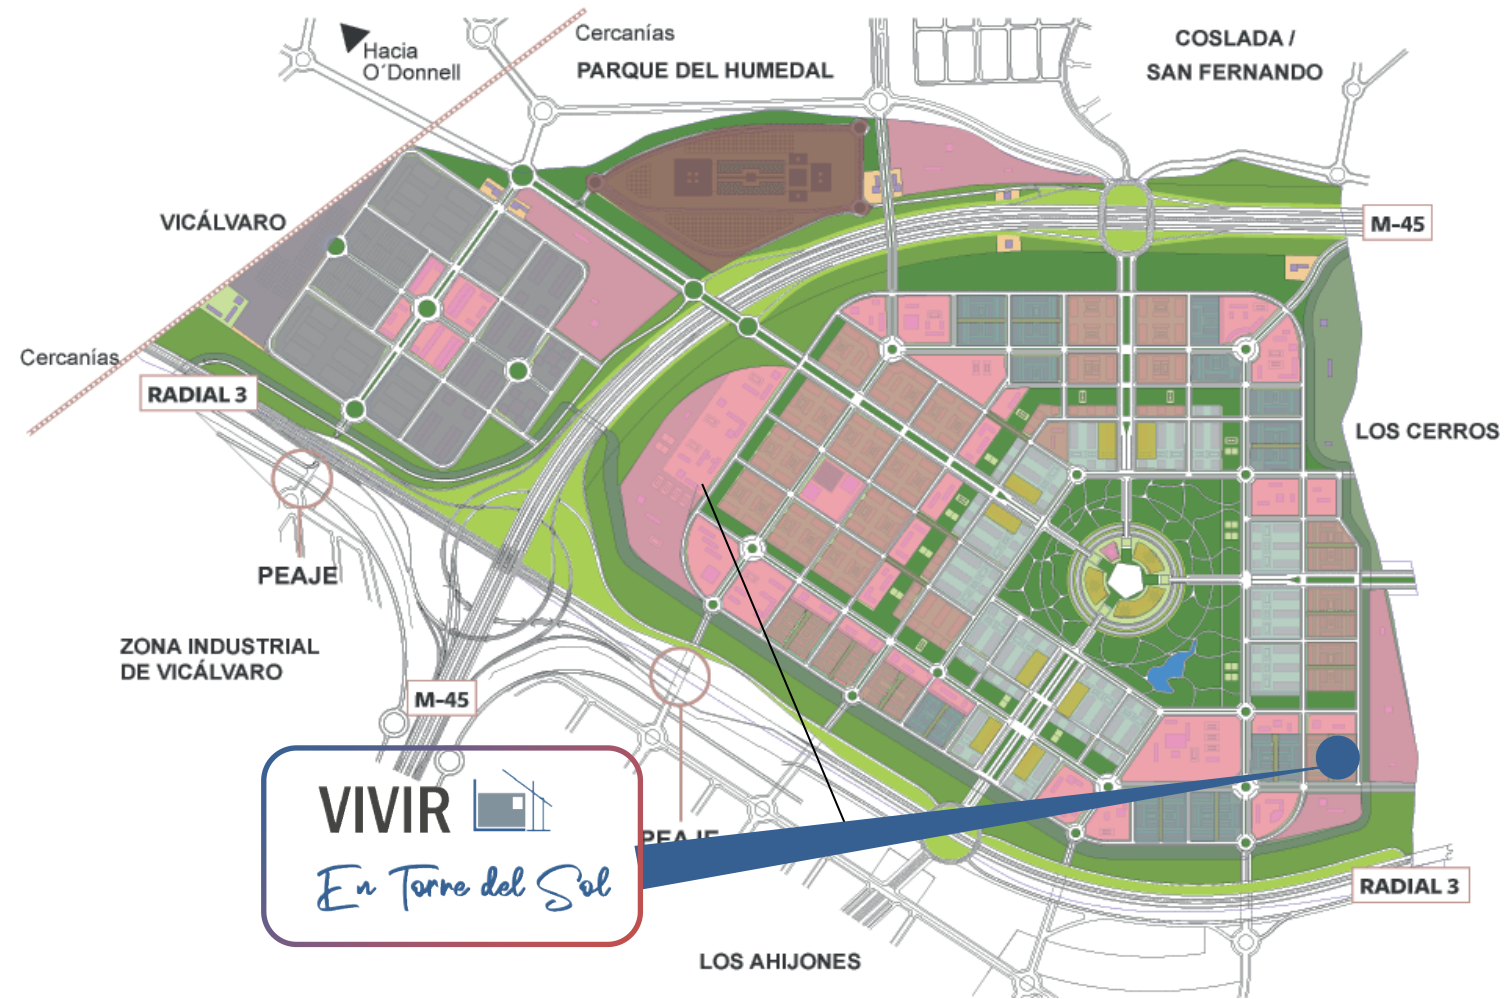 Cercanías
Hacia
O´Donnell
PARQUE DEL HUMEDAL
COSLADA /
SAN FERNANDO
VICÁLVARO
M-45
Cercanías
RADIAL 3
LOS CERROS
PEAJE
ZONA INDUSTRIAL
DE VICÁLVARO
M-45
VIVIR
En Torre del Sol
PEAJE
RADIAL 3
LOS AHIJONES